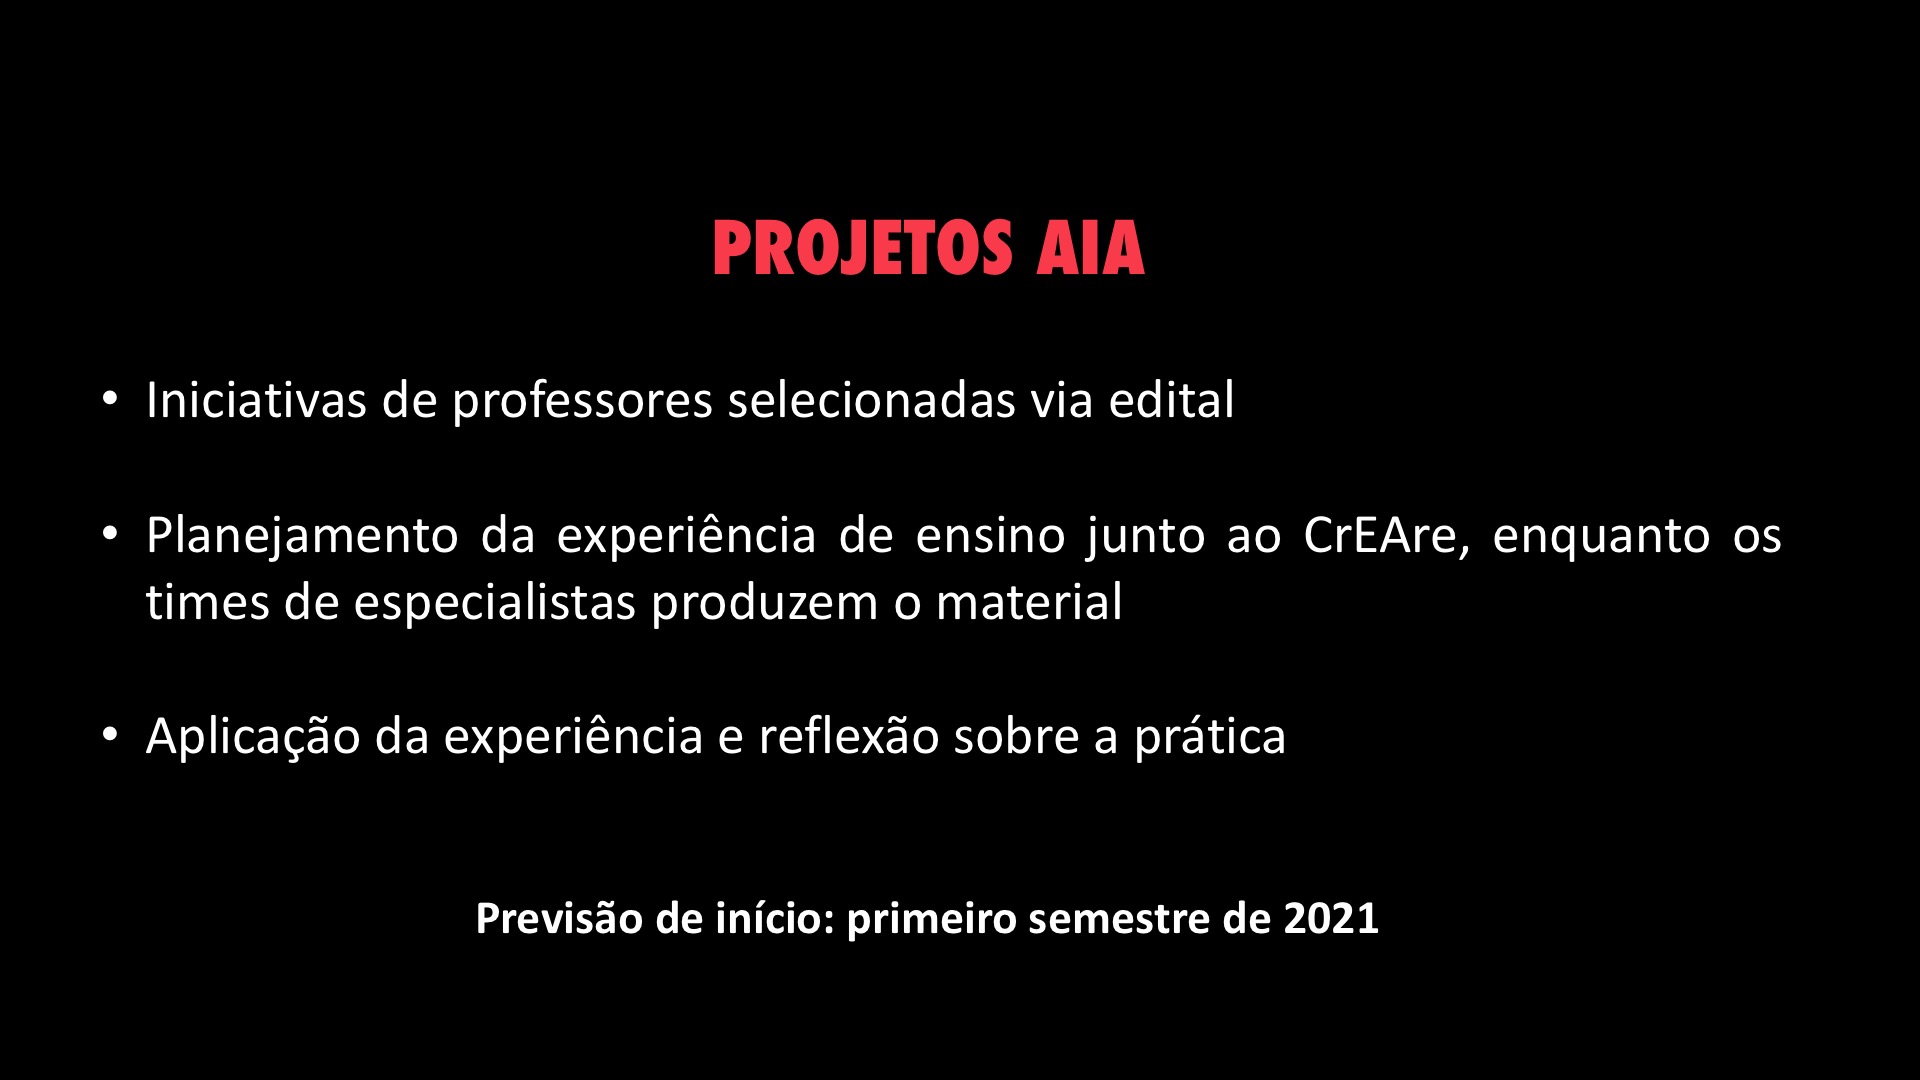 PROJETOS AIA
• Iniciativas de professores selecionadas via edital
• Planejamento da experiência de ensino junto ao CrEAre, enquanto os
times de especialistas produzem o material
• Aplicação da experiência e reflexão sobre a prática
Previsão de início: primeiro semestre de 2021